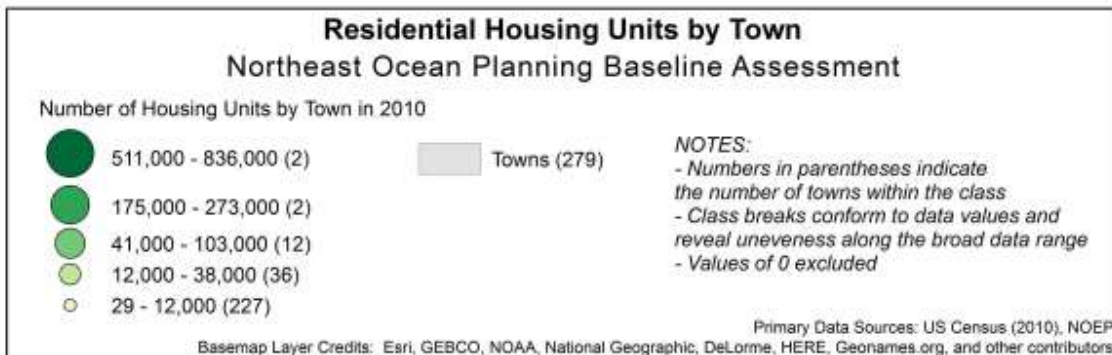 Residential Housing Units by Town
Northeast Ocean Planning Baseline Assessment
Number of Housing Units by Town in 2010
511,000 - 836,000 (2)
175,000 - 273,000 (2)
41,000 - 103,000 (12)
12,000 - 38,000 (36)
29 - 12,000 (227)
Towns (279)
NOTES:
- Numbers in parentheses indicate
the number of towns within the class
- Class breaks conform to data values and
reveal uneveness along the broad data range
- Values of 0 excluded
Primary Data Sources: US Census (2010), NOEP
Basemap Layer Credits: Esri, GEBCO, NOAA, National Geographic, DeLorme, HERE, Geonames.org, and other contributors